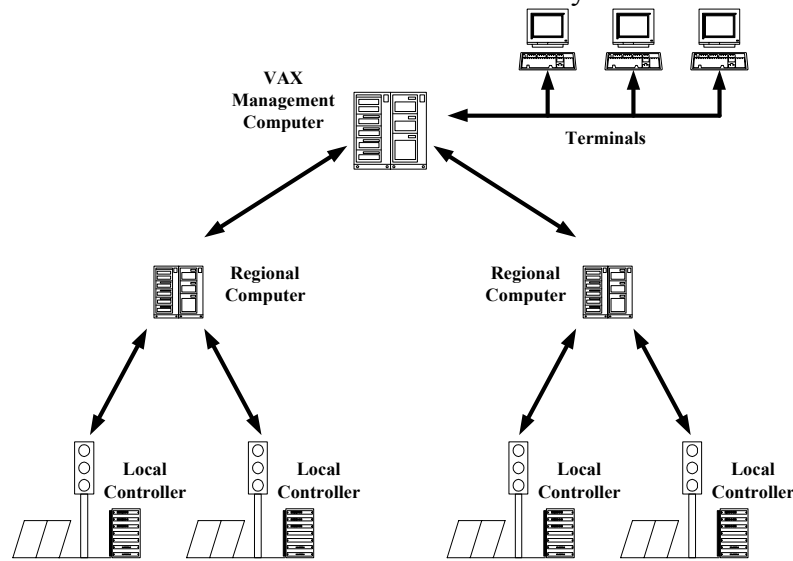 VAX
Management
Computer
Terminals
Regional
Computer
Regional
Computer
Local
Controller
Local
Controller
Local
Controller
Local
Controller